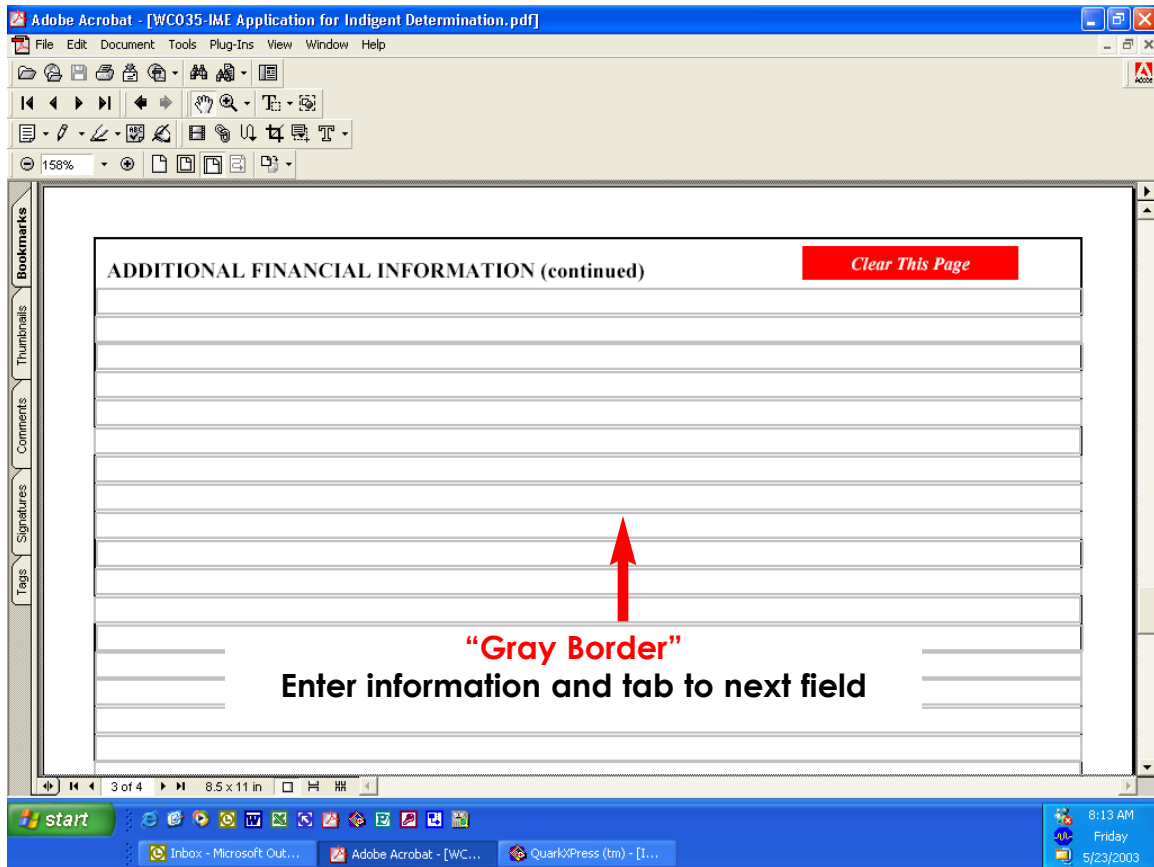 Adobe Acrobat - [WC035-IME Application for Indigent Determination.pdf]
File Edit Document Tools Plug-Ins View Window Help
Adobe
158%
Bookmarks
Thumbnails
Comments
Signatures
Tags
ADDITIONAL FINANCIAL INFORMATION (continued)
Clear This Page
“Gray Border”
Enter information and tab to next field
3 of 4
8.5 x 11 in
start
8:13 AM
Friday
5/23/2003
Inbox - Microsoft Out...
Adobe Acrobat - [WC...
QuarkXPress (tm) - [I...